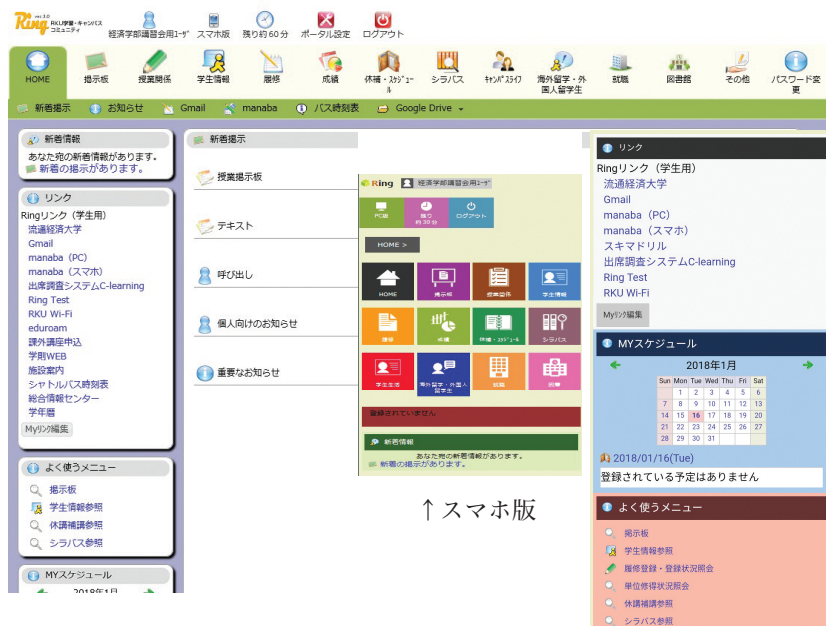 ver.3.0
Ring RKU学習・キャンパス
コミュニティ
経済学部講習会用ﾕｰｻﾞ スマホ版 残り約60分 ポータル設定 ログアウト
HOME 掲示板 授業関係 学生情報 履修 成績 休補・ｽｹｼﾞｭｰﾙ シラバス ｷｬﾝﾊﾟｽﾗｲﾌ 海外留学・外国人留学生 就職 図書館 その他 パスワード変更
新着掲示 お知らせ Gmail manaba バス時刻表 Google Drive
新着情報
あなた宛の新着情報があります。
新着の掲示があります。
リンク
Ringリンク（学生用）
流通経済大学
Gmail
manaba（PC）
manaba（スマホ）
出席調査システムC-learning
Ring Test
RKU Wi-Fi
eduroam
課外講座申込
学則WEB
施設案内
シャトルバス時刻表
総合情報センター
学年暦
Myﾘﾝｸ編集
よく使うメニュー
掲示板
学生情報参照
休講補講参照
シラバス参照
MYスケジュール
2018年1月
新着掲示
授業掲示板
テキスト
呼び出し
個人向けのお知らせ
重要なお知らせ
Ring 経済学部講習会用ﾕｰｻﾞ
PC版 残り約30分 ログアウト
HOME >
HOME 掲示板 授業関係 学生情報
履修 成績 休補・ｽｹｼﾞｭｰﾙ シラバス
学生生活 海外留学・外国人留学生 就職 図書
登録されていません
新着情報
あなた宛の新着情報があります。
新着の掲示があります。
↑スマホ版
リンク
Ringリンク（学生用）
流通経済大学
Gmail
manaba（PC）
manaba（スマホ）
スキマドリル
出席調査システムC-learning
Ring Test
RKU Wi-Fi
Myﾘﾝｸ編集
MYスケジュール
2018年1月
Sun Mon Tue Wed Thu Fri Sat
1 2 3 4 5 6
7 8 9 10 11 12 13
14 15 16 17 18 19 20
21 22 23 24 25 26 27
28 29 30 31
2018/01/16(Tue)
登録されている予定はありません
よく使うメニュー
掲示板
学生情報参照
履修登録・登録状況照会
単位修得状況照会
休講補講参照
シラバス参照